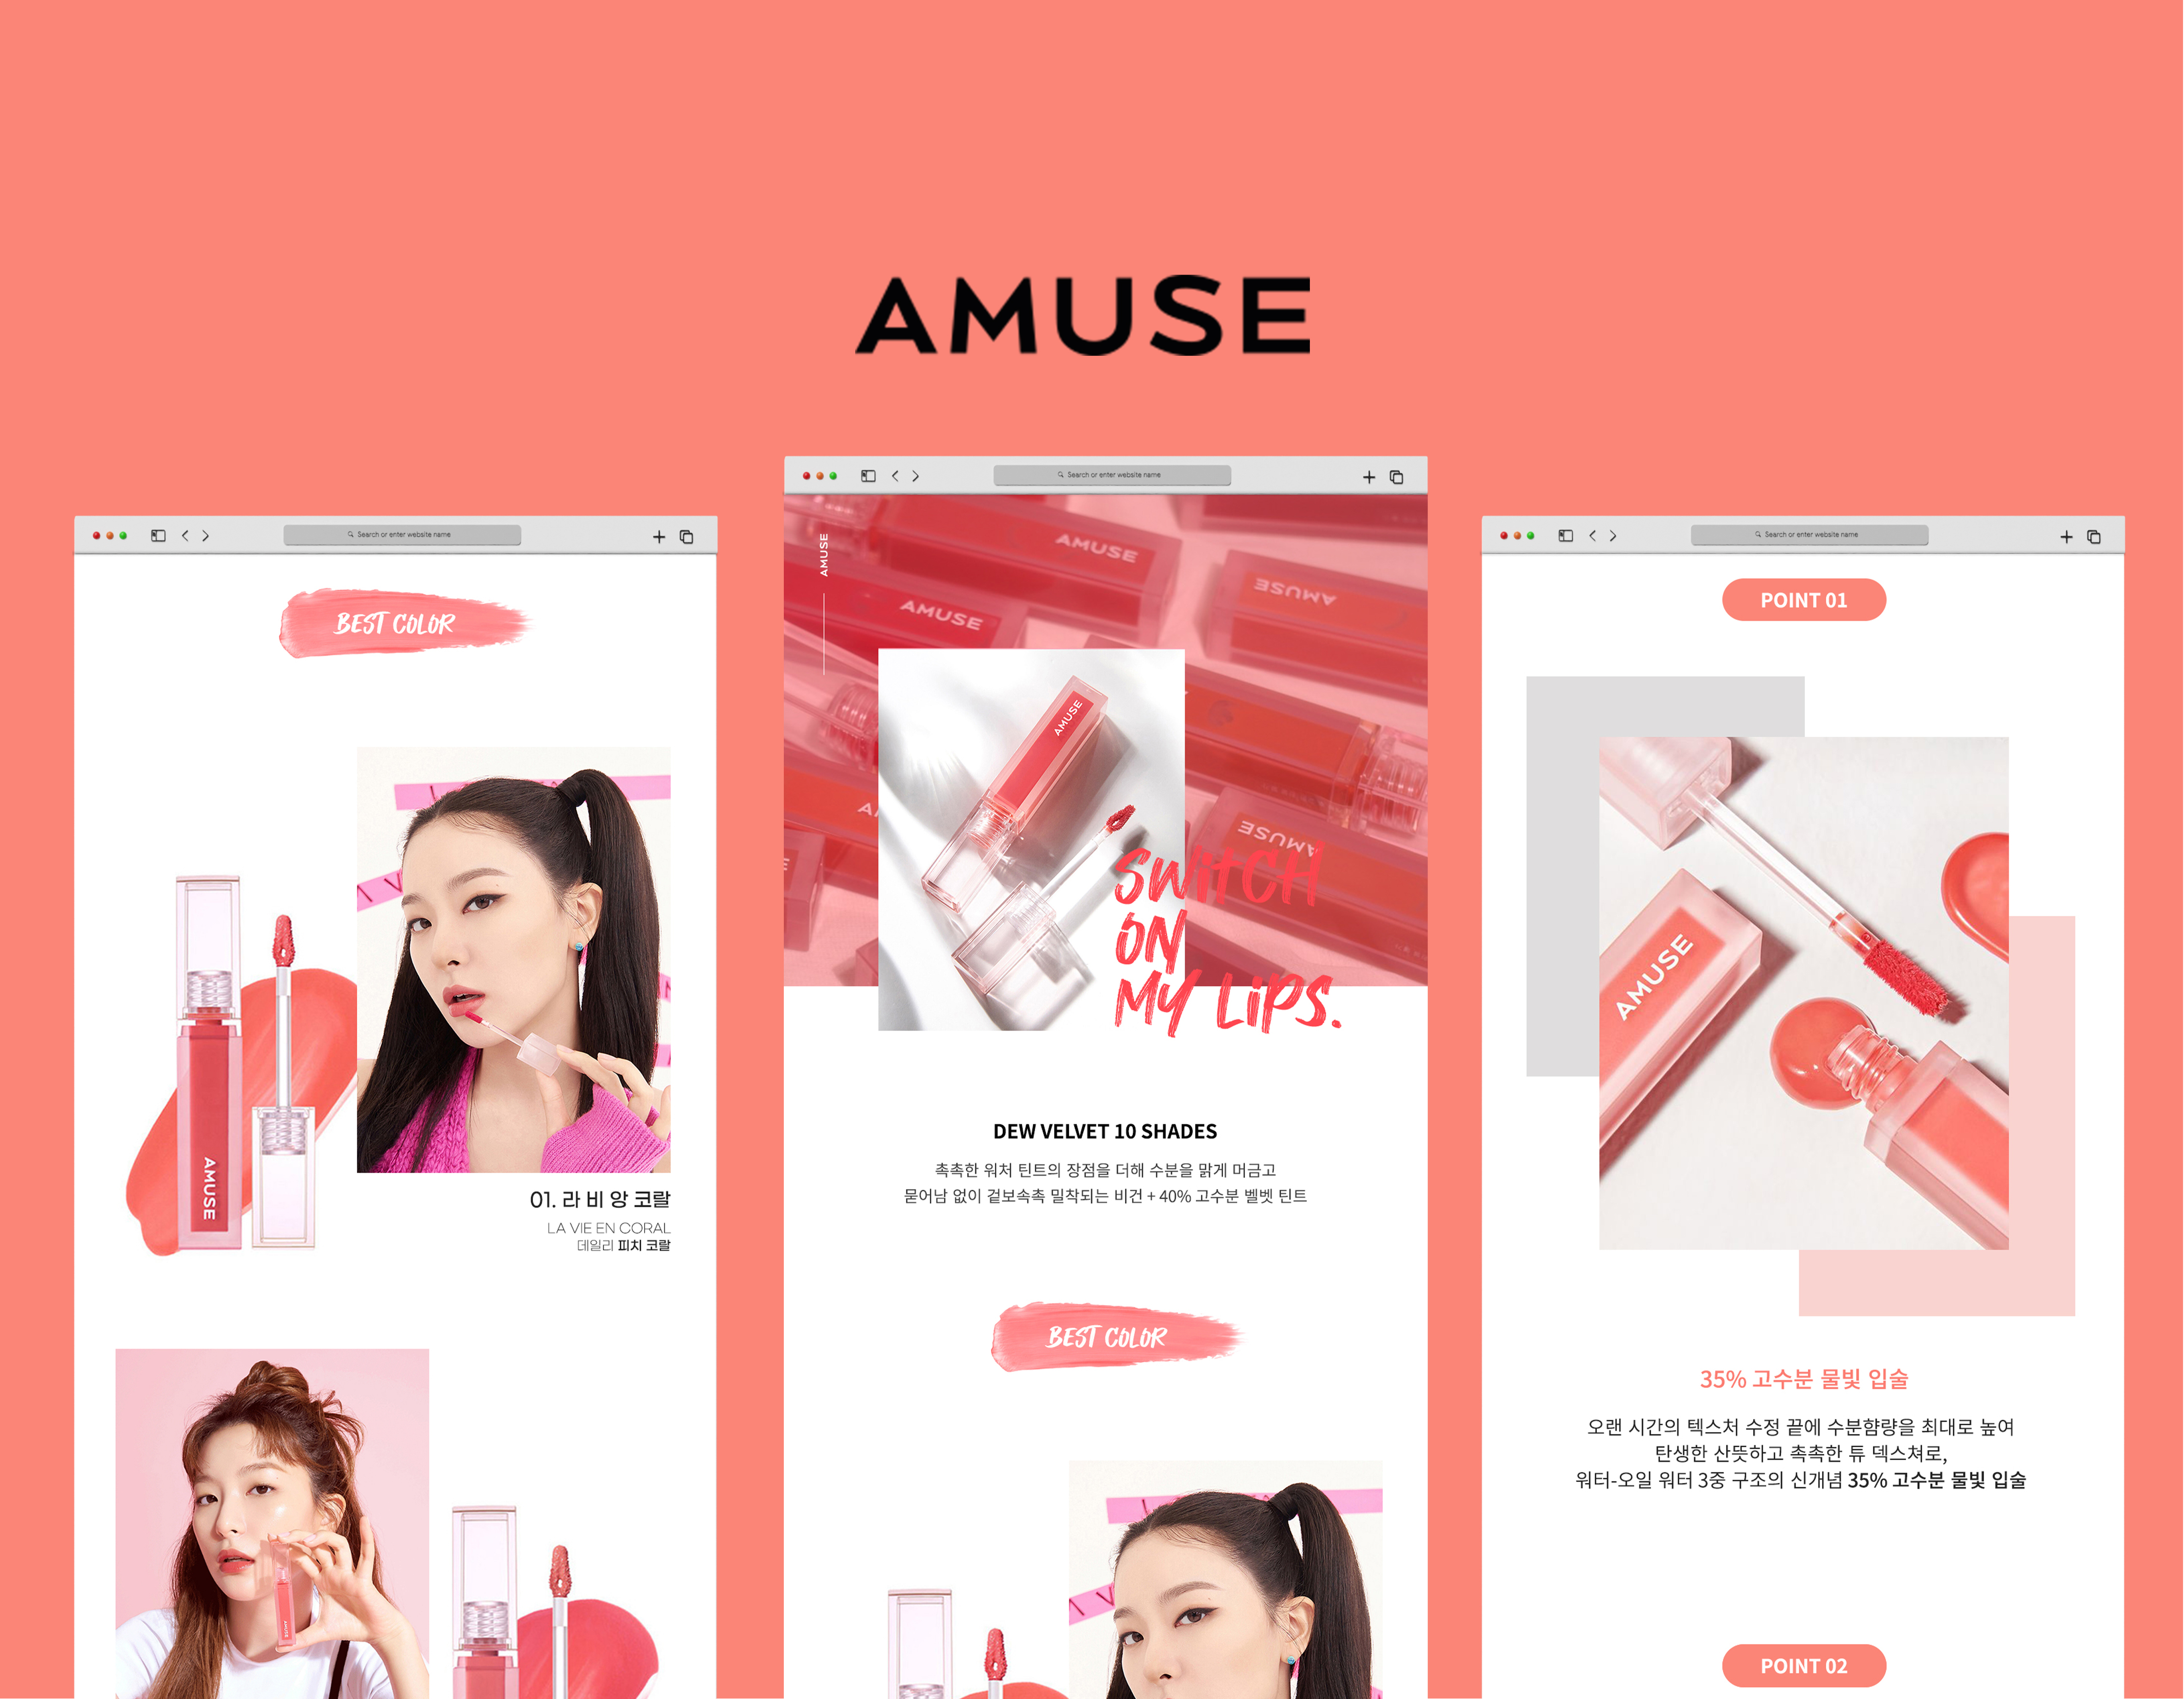 AMUSE
Search or enter website name
BEST COLOR
AMUSE
01. 라 비 앙 코랄
LA VIE EN CORAL
데일리 피치 코랄
AMUSE
Search or enter website name
AMUSE
AMUSE
AMUSE
AMUSE
AMUSE
AMUSE
SWitCH
ON
MY LiPS.
DEW VELVET 10 SHADES
촉촉한 워처 틴트의 장점을 더해 수분을 맑게 머금고
묻어남 없이 겉보속촉 밀착되는 비건 + 40% 고수분 벨벳 틴트
BEST COLOR
Search or enter website name
POINT 01
AMUSE
35% 고수분 물빛 입술
오랜 시간의 텍스처 수정 끝에 수분햠량을 최대로 높여
탄생한 산뜻하고 촉촉한 튜 덱스쳐로,
워터-오일 워터 3중 구조의 신개념 35% 고수분 물빛 입술
POINT 02